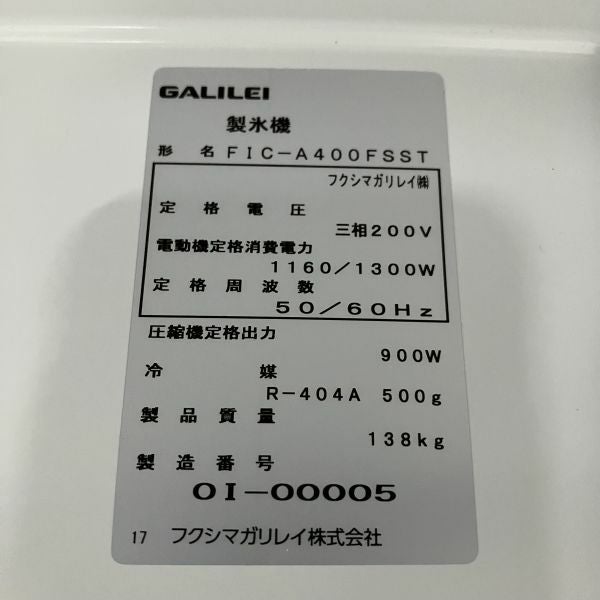 GALILEI
製氷機
形 名 FIC-A400FSST
フクシマガリレイ㈱
定 格 電 圧
三相200V
電動機定格消費電力
1160/1300W
定 格 周 波 数
50/60Hz
圧縮機定格出力
900W
冷 媒
R-404A 500g
製 品 質 量
138kg
製 造 番 号
OI-00005
17 フクシマガリレイ株式会社